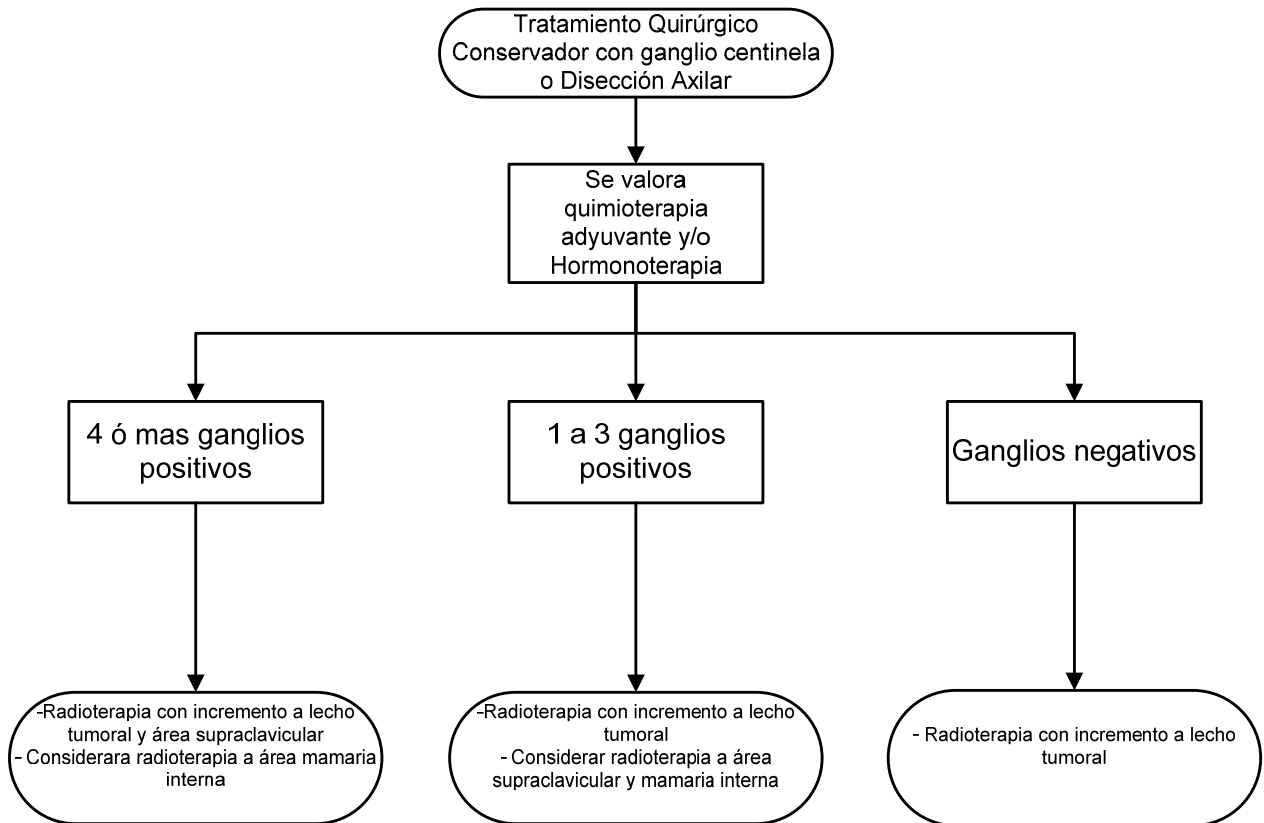 Tratamiento Quirúrgico
Conservador con ganglio centinela
o Disección Axilar
Se valora
quimioterapia
adyuvante y/o
Hormonoterapia
4 ó mas ganglios
positivos
1 a 3 ganglios
positivos
Ganglios negativos
-Radioterapia con incremento a lecho
tumoral y área supraclavicular
- Considerara radioterapia a área mamaria
interna
-Radioterapia con incremento a lecho
tumoral
- Considerar radioterapia a área
supraclavicular y mamaria interna
- Radioterapia con incremento a lecho
tumoral